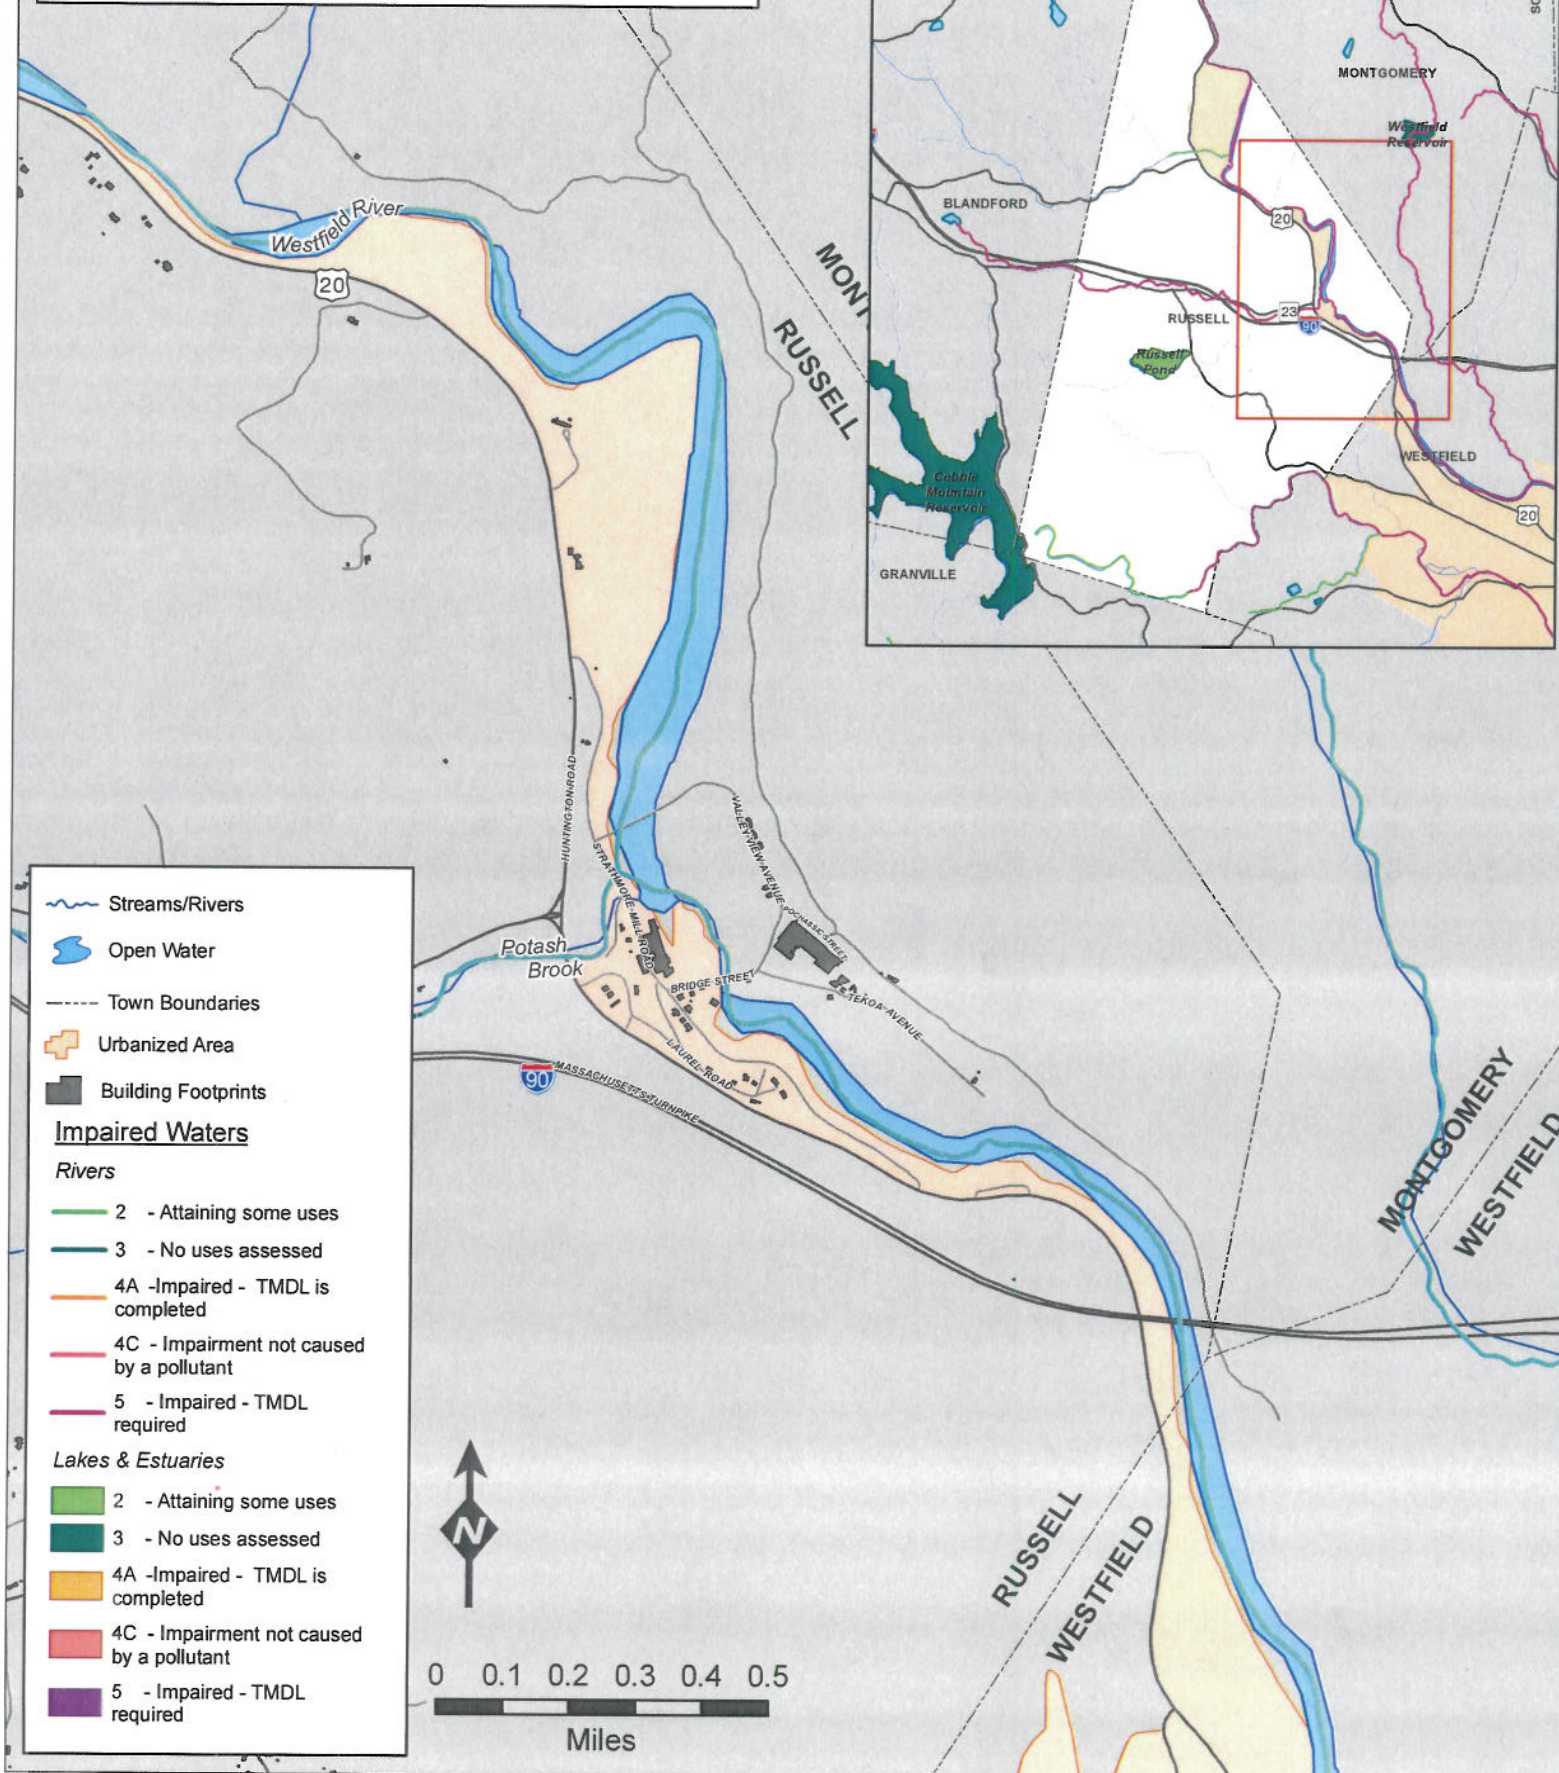 Westfield River
20
MONT
RUSSELL
HUNTINGTON ROAD
STRATHMORE MILL ROAD
VALLEY VIEW AVENUE
POCHASSIC STREET
Potash
Brook
BRIDGE STREET
TEKOA AVENUE
LAUREL ROAD
90
MASSACHUSETTS TURNPIKE
MONTGOMERY
WESTFIELD
RUSSELL
WESTFIELD
MONTGOMERY
Westfield
Reservoir
BLANDFORD
20
23
RUSSELL
90
Russell
Pond
WESTFIELD
Cobble
Mountain
Reservoir
20
GRANVILLE
Streams/Rivers
Open Water
Town Boundaries
Urbanized Area
Building Footprints
Impaired Waters
Rivers
2 - Attaining some uses
3 - No uses assessed
4A -Impaired - TMDL is
completed
4C - Impairment not caused
by a pollutant
5 - Impaired - TMDL
required
Lakes & Estuaries
2 - Attaining some uses
3 - No uses assessed
4A -Impaired - TMDL is
completed
4C - Impairment not caused
by a pollutant
5 - Impaired - TMDL
required
N
0 0.1 0.2 0.3 0.4 0.5
Miles